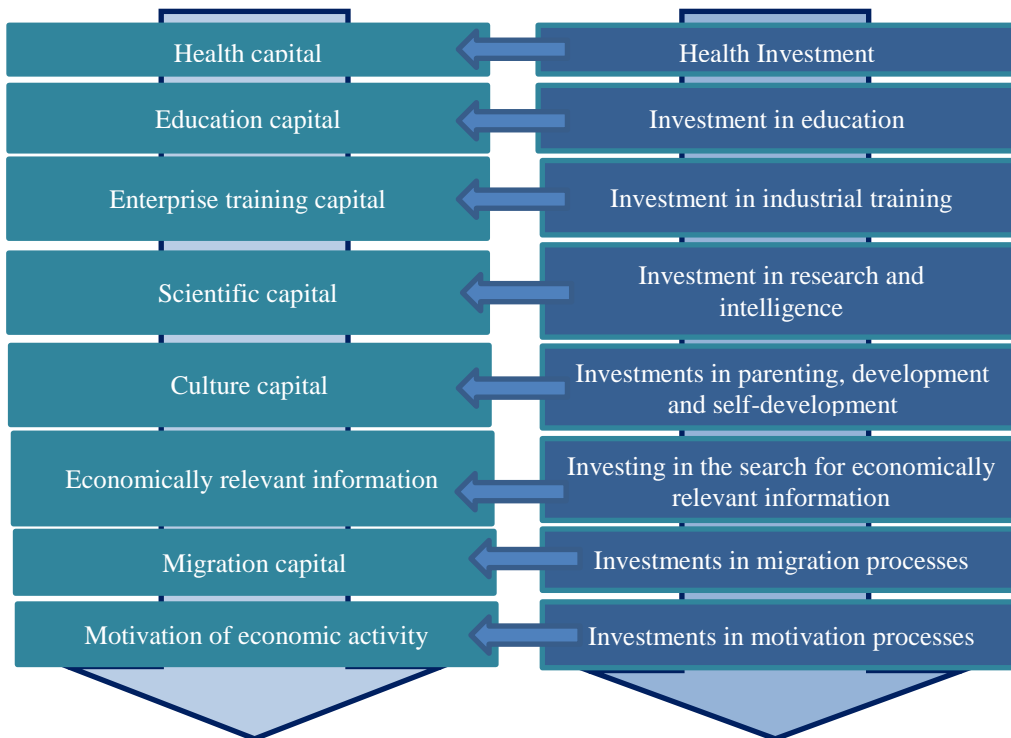 Health capital
Health Investment
Education capital
Investment in education
Enterprise training capital
Investment in industrial training
Scientific capital
Investment in research and
intelligence
Culture capital
Investments in parenting, development
and self-development
Economically relevant information
Investing in the search for economically
relevant information
Migration capital
Investments in migration processes
Motivation of economic activity
Investments in motivation processes